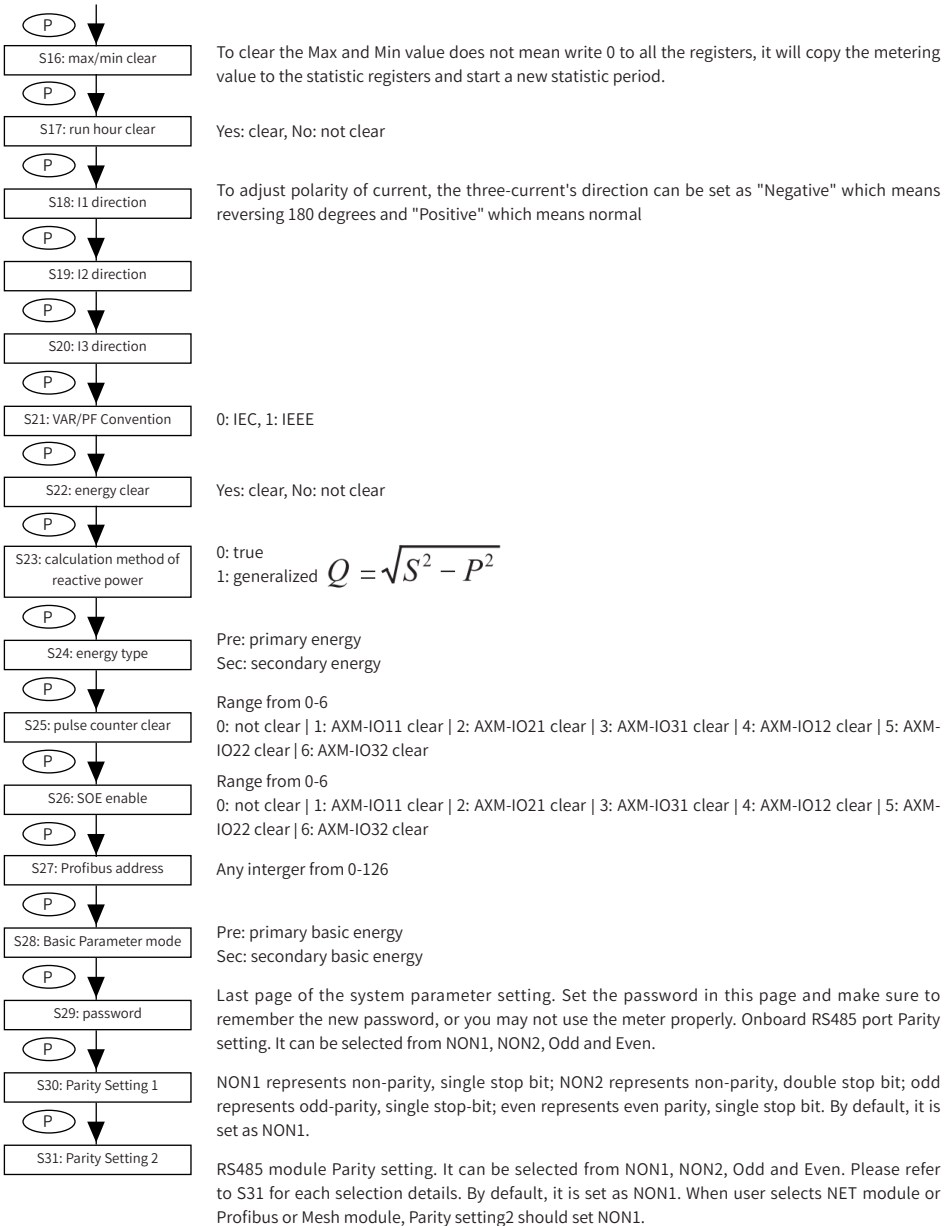 P
S16: max/min clear
To clear the Max and Min value does not mean write 0 to all the registers, it will copy the metering
value to the statistic registers and start a new statistic period.
P
S17: run hour clear
Yes: clear, No: not clear
P
S18: I1 direction
To adjust polarity of current, the three-current's direction can be set as "Negative" which means
reversing 180 degrees and "Positive" which means normal
P
S19: I2 direction
P
S20: I3 direction
P
S21: VAR/PF Convention
0: IEC, 1: IEEE
P
S22: energy clear
Yes: clear, No: not clear
P
S23: calculation method of
reactive power
0: true
1: generalized Q = √S² − P²
P
S24: energy type
Pre: primary energy
Sec: secondary energy
P
S25: pulse counter clear
Range from 0-6
0: not clear | 1: AXM-IO11 clear | 2: AXM-IO21 clear | 3: AXM-IO31 clear | 4: AXM-IO12 clear | 5: AXM-
IO22 clear | 6: AXM-IO32 clear
P
S26: SOE enable
Range from 0-6
0: not clear | 1: AXM-IO11 clear | 2: AXM-IO21 clear | 3: AXM-IO31 clear | 4: AXM-IO12 clear | 5: AXM-
IO22 clear | 6: AXM-IO32 clear
P
S27: Profibus address
Any interger from 0-126
P
S28: Basic Parameter mode
Pre: primary basic energy
Sec: secondary basic energy
P
S29: password
Last page of the system parameter setting. Set the password in this page and make sure to
remember the new password, or you may not use the meter properly. Onboard RS485 port Parity
setting. It can be selected from NON1, NON2, Odd and Even.
P
S30: Parity Setting 1
NON1 represents non-parity, single stop bit; NON2 represents non-parity, double stop bit; odd
represents odd-parity, single stop-bit; even represents even parity, single stop bit. By default, it is
set as NON1.
P
S31: Parity Setting 2
RS485 module Parity setting. It can be selected from NON1, NON2, Odd and Even. Please refer
to S31 for each selection details. By default, it is set as NON1. When user selects NET module or
Profibus or Mesh module, Parity setting2 should set NON1.